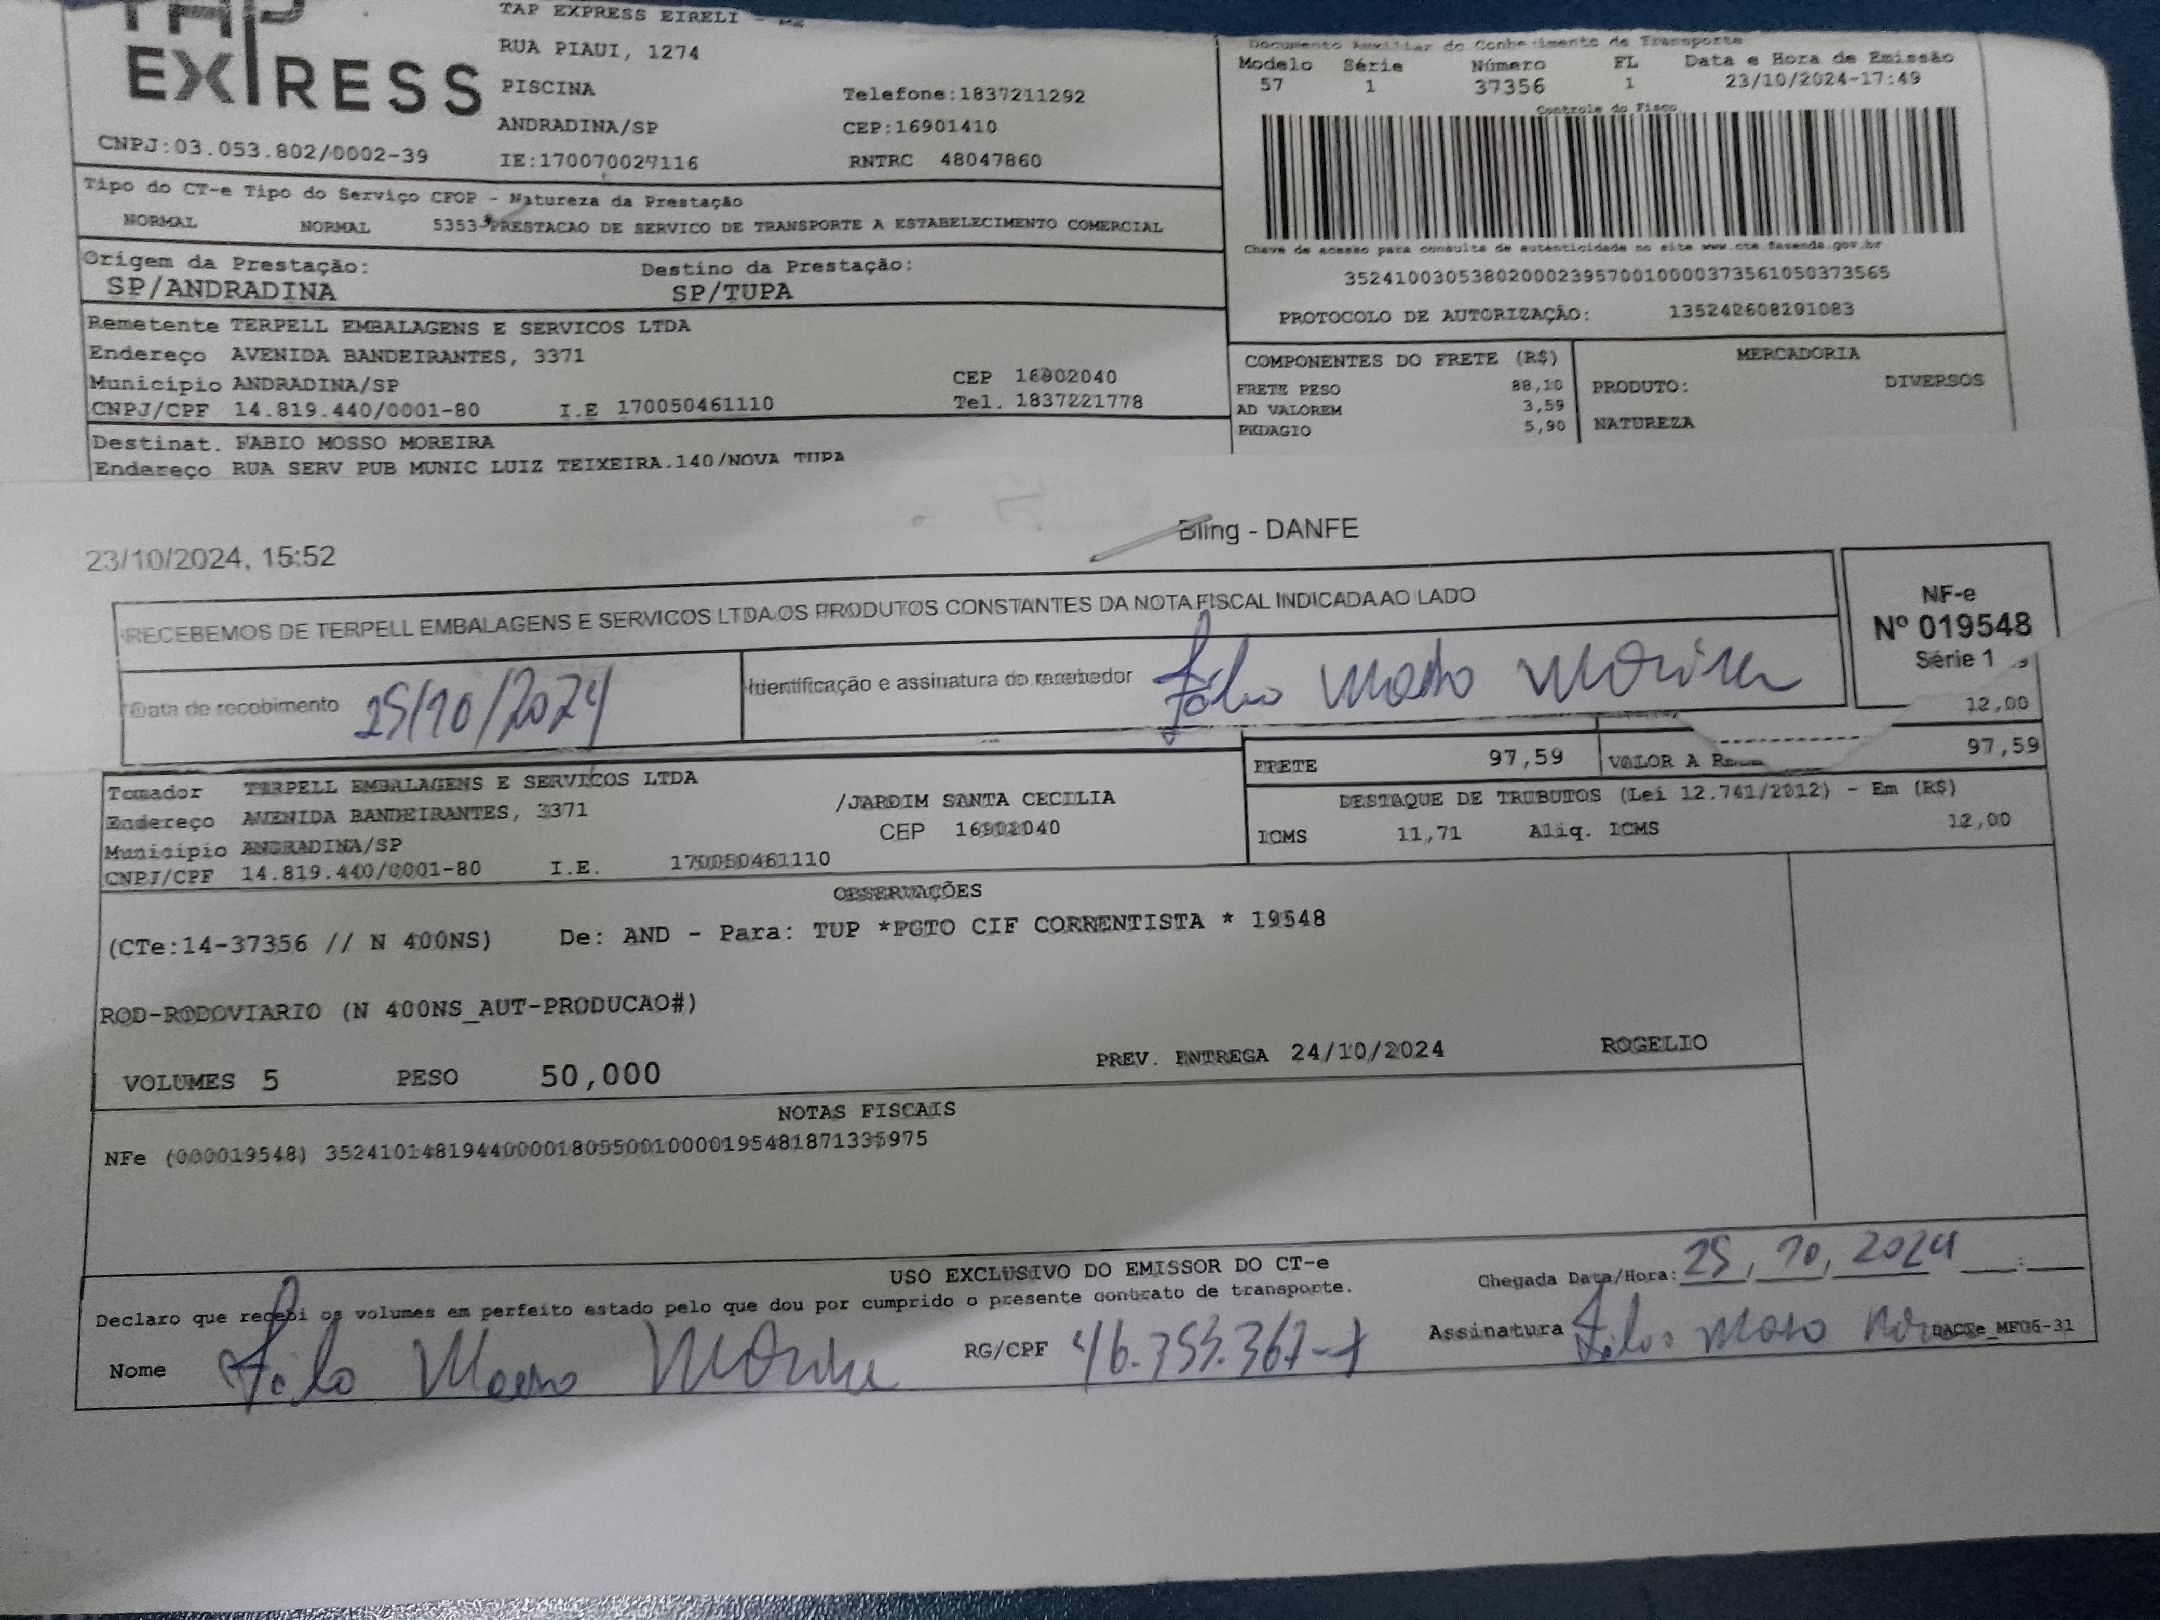 TAP
EXPRESS
TAP EXPRESS EIRELI - ME
RUA PIAUI, 1274
PISCINA
Telefone:1837211292
ANDRADINA/SP
CEP:16901410
CNPJ:03.053.802/0002-39
IE:170070027116
RNTRC 48047860
Documento Auxiliar do Conhecimento de Transporte
Modelo Série Número FL Data e Hora de Emissão
57 1 37356 1 23/10/2024-17:49
Controle do Fisco
Chave de acesso para consulta de autenticidade no site www.cte.fazenda.gov.br
35241003053802000239570010000373561050373565
PROTOCOLO DE AUTORIZAÇÃO: 135242608291083
Tipo do CT-e Tipo do Serviço CFOP - Natureza da Prestação
NORMAL NORMAL 5353-PRESTACAO DE SERVICO DE TRANSPORTE A ESTABELECIMENTO COMERCIAL
Origem da Prestação: Destino da Prestação:
SP/ANDRADINA SP/TUPA
Remetente TERPELL EMBALAGENS E SERVICOS LTDA
Endereço AVENIDA BANDEIRANTES, 3371
Município ANDRADINA/SP CEP 16902040
CNPJ/CPF 14.819.440/0001-80 I.E 170050461110 Tel. 1837221778
Destinat. FABIO MOSSO MOREIRA
Endereço RUA SERV PUB MUNIC LUIZ TEIXEIRA.140/NOVA TUPA
COMPONENTES DO FRETE (R$)
FRETE PESO 88,10
AD VALOREM 3,59
PEDAGIO 5,90
MERCADORIA
PRODUTO: DIVERSOS
NATUREZA
23/10/2024, 15:52
Bling - DANFE
RECEBEMOS DE TERPELL EMBALAGENS E SERVICOS LTDA OS PRODUTOS CONSTANTES DA NOTA FISCAL INDICADA AO LADO
Data de recebimento 25/10/2024
Identificação e assinatura do recebedor Fábio Mosso Moreira
NF-e
Nº 019548
Série 1
12,00
FRETE 97,59 VALOR A 97,59
Tomador TERPELL EMBALAGENS E SERVICOS LTDA
Endereço AVENIDA BANDEIRANTES, 3371 /JARDIM SANTA CECILIA
Município ANDRADINA/SP CEP 16902040
CNPJ/CPF 14.819.440/0001-80 I.E. 170050461110
DESTAQUE DE TRIBUTOS (Lei 12.741/2012) - Em (R$)
ICMS 11,71 Aliq. ICMS 12,00
OBSERVAÇÕES
(CTe:14-37356 // N 400NS) De: AND - Para: TUP *PGTO CIF CORRENTISTA * 19548
ROD-RODOVIARIO (N 400NS_AUT-PRODUCAO#)
VOLUMES 5 PESO 50,000 PREV. ENTREGA 24/10/2024 ROGELIO
NOTAS FISCAIS
NFe (000019548) 35241014819440000180550010000195481871335975
USO EXCLUSIVO DO EMISSOR DO CT-e
Declaro que recebi os volumes em perfeito estado pelo que dou por cumprido o presente contrato de transporte.
Chegada Data/Hora: 25, 10, 2024 :
Nome Fábio Mosso Moreira RG/CPF Assinatura Fábio Mosso DACTe_MF06-31